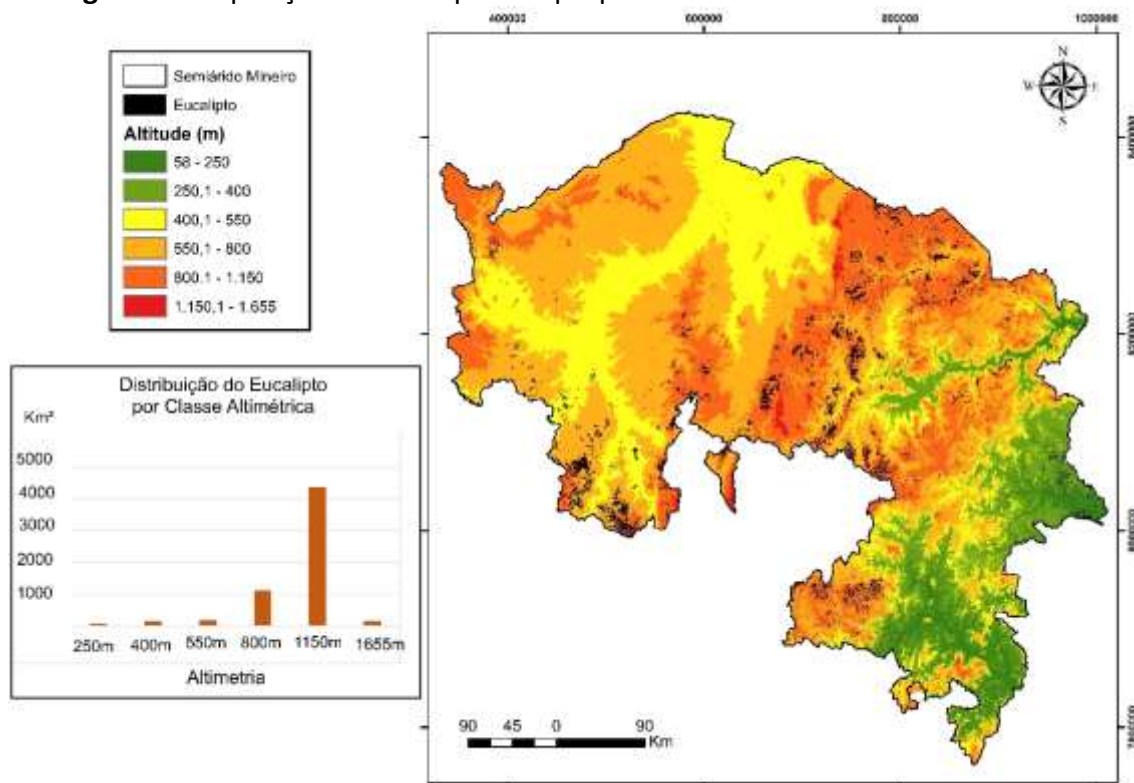 400000 600000 800000 1000000
Semiárido Mineiro
Eucalipto
Altitude (m)
58 - 250
250,1 - 400
400,1 - 550
550,1 - 800
800,1 - 1.150
1.150,1 - 1.655
N
W E
S
Distribuição do Eucalipto
por Classe Altimétrica
Km²
5000
4000
3000
2000
1000
250m 400m 550m 800m 1150m 1655m
Altimetria
90 45 0 90
Km